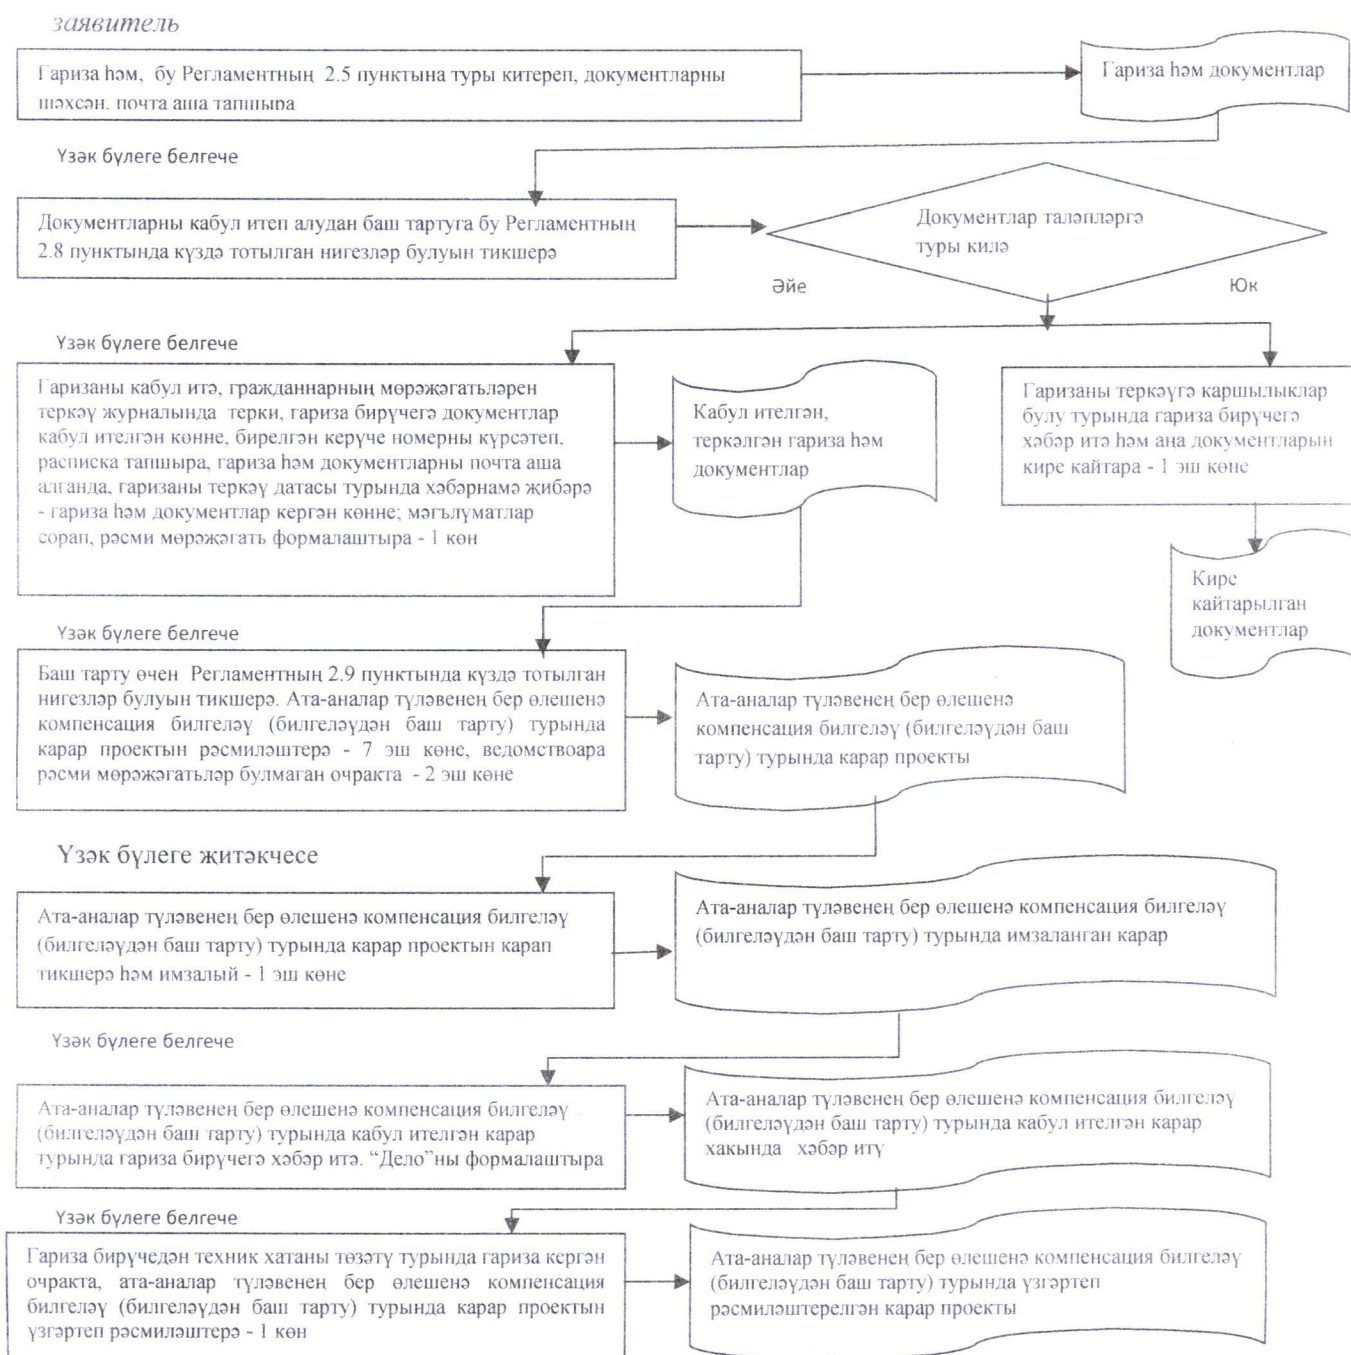 заявитель
Гариза һәм, бу Регламентның 2.5 пунктына туры китереп, документларны
шәхсән, почта аша тапшыра
Гариза һәм документлар
Үзәк бүлеге белгече
Документларны кабул итеп алудан баш тартуга бу Регламентның
2.8 пунктында күздә тотылган нигезләр булуын тикшерә
Документлар таләпләргә
туры килә
Әйе
Юк
Үзәк бүлеге белгече
Гаризаны кабул итә, гражданнарның мөрәҗәгатьләрен
теркәү журналында терки, гариза бирүчегә документлар
кабул ителгән көнне, бирелгән керүче номерны күрсәтеп,
расписка тапшыра, гариза һәм документларны почта аша
алганда, гаризаны теркәү датасы турында хәбәрнамә җибәрә
- гариза һәм документлар кергән көнне; мәгълүматлар
сорап, рәсми мөрәҗәгать формалаштыра - 1 көн
Кабул ителгән,
теркәлгән гариза һәм
документлар
Гаризаны теркәүгә каршылыклар
булу турында гариза бирүчегә
хәбәр итә һәм аңа документларын
кире кайтара - 1 эш көне
Кире
кайтарылган
документлар
Үзәк бүлеге белгече
Баш тарту өчен Регламентның 2.9 пунктында күздә тотылган
нигезләр булуын тикшерә. Ата-аналар түләвенең бер өлешенә
компенсация билгеләү (билгеләүдән баш тарту) турында
карар проектын рәсмиләштерә - 7 эш көне, ведомствоара
рәсми мөрәҗәгатьләр булмаган очракта - 2 эш көне
Ата-аналар түләвенең бер өлешенә
компенсация билгеләү (билгеләүдән баш
тарту) турында карар проекты
Үзәк бүлеге җитәкчесе
Ата-аналар түләвенең бер өлешенә компенсация билгеләү
(билгеләүдән баш тарту) турында карар проектын карап
тикшерә һәм имзалый - 1 эш көне
Ата-аналар түләвенең бер өлешенә компенсация билгеләү
(билгеләүдән баш тарту) турында имзаланган карар
Үзәк бүлеге белгече
Ата-аналар түләвенең бер өлешенә компенсация билгеләү
(билгеләүдән баш тарту) турында кабул ителгән карар
турында гариза бирүчегә хәбәр итә. “Дело”ны формалаштыра
Ата-аналар түләвенең бер өлешенә компенсация билгеләү
(билгеләүдән баш тарту) турында кабул ителгән карар
хакында хәбәр итү
Үзәк бүлеге белгече
Гариза бирүчедән техник хатаны төзәтү турында гариза кергән
очракта, ата-аналар түләвенең бер өлешенә компенсация
билгеләү (билгеләүдән баш тарту) турында карар проектын
үзгәртеп рәсмиләштерә - 1 көн
Ата-аналар түләвенең бер өлешенә компенсация билгеләү
(билгеләүдән баш тарту) турында үзгәртеп
рәсмиләштерелгән карар проекты